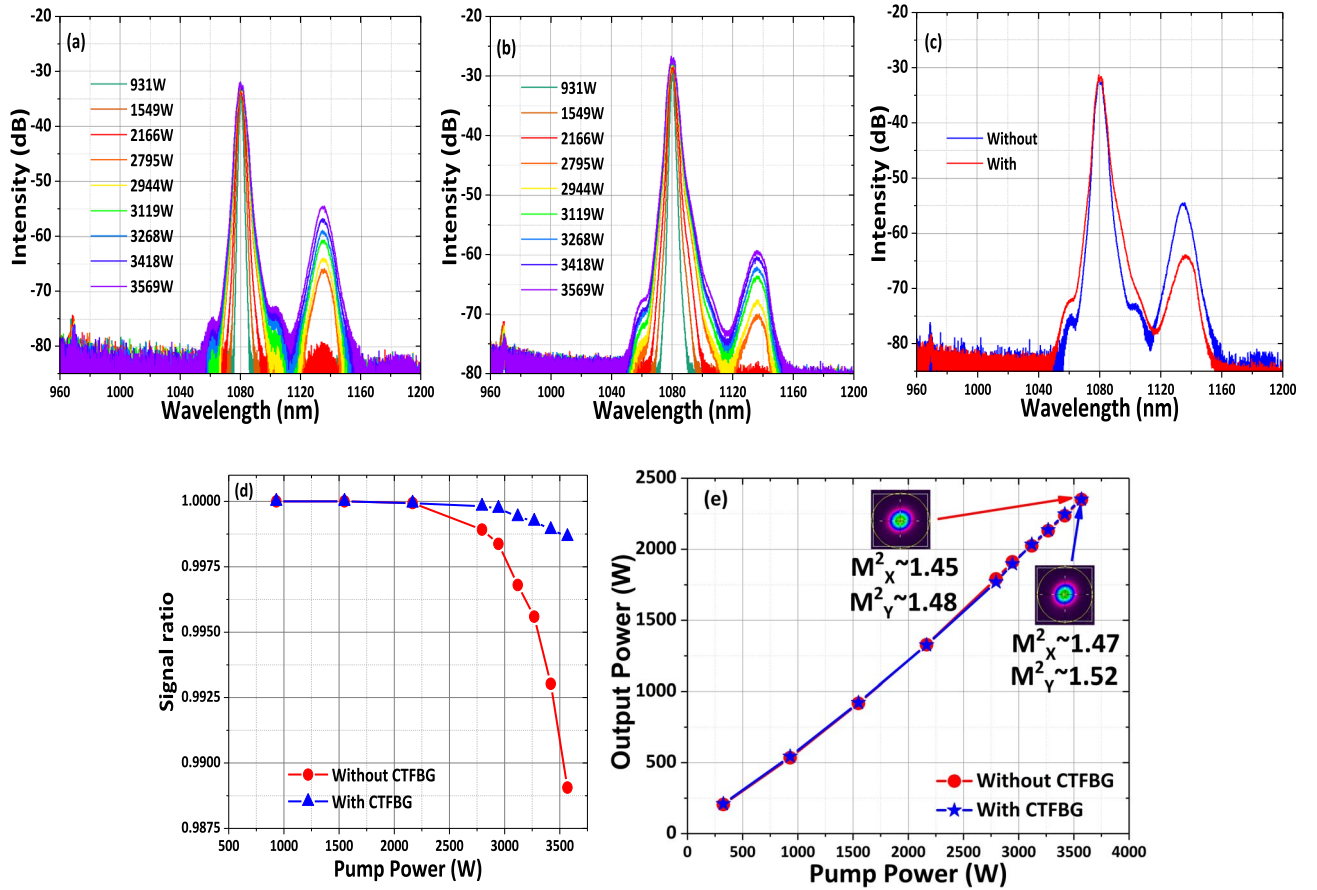 (a)
-20
-30
-40
-50
-60
-70
-80
960 1000 1040 1080 1120 1160 1200
Intensity (dB)
Wavelength (nm)
931W
1549W
2166W
2795W
2944W
3119W
3268W
3418W
3569W
(b)
-20
-30
-40
-50
-60
-70
-80
960 1000 1040 1080 1120 1160 1200
Intensity (dB)
Wavelength (nm)
931W
1549W
2166W
2795W
2944W
3119W
3268W
3418W
3569W
(c)
-20
-30
-40
-50
-60
-70
-80
960 1000 1040 1080 1120 1160 1200
Intensity (dB)
Wavelength (nm)
Without
With
(d)
1.0000
0.9975
0.9950
0.9925
0.9900
0.9875
500 1000 1500 2000 2500 3000 3500
Signal ratio
Pump Power (W)
Without CTFBG
With CTFBG
(e)
2500
2000
1500
1000
500
0
0 500 1000 1500 2000 2500 3000 3500 4000
Output Power (W)
Pump Power (W)
M²X~1.45
M²Y~1.48
M²X~1.47
M²Y~1.52
Without CTFBG
With CTFBG